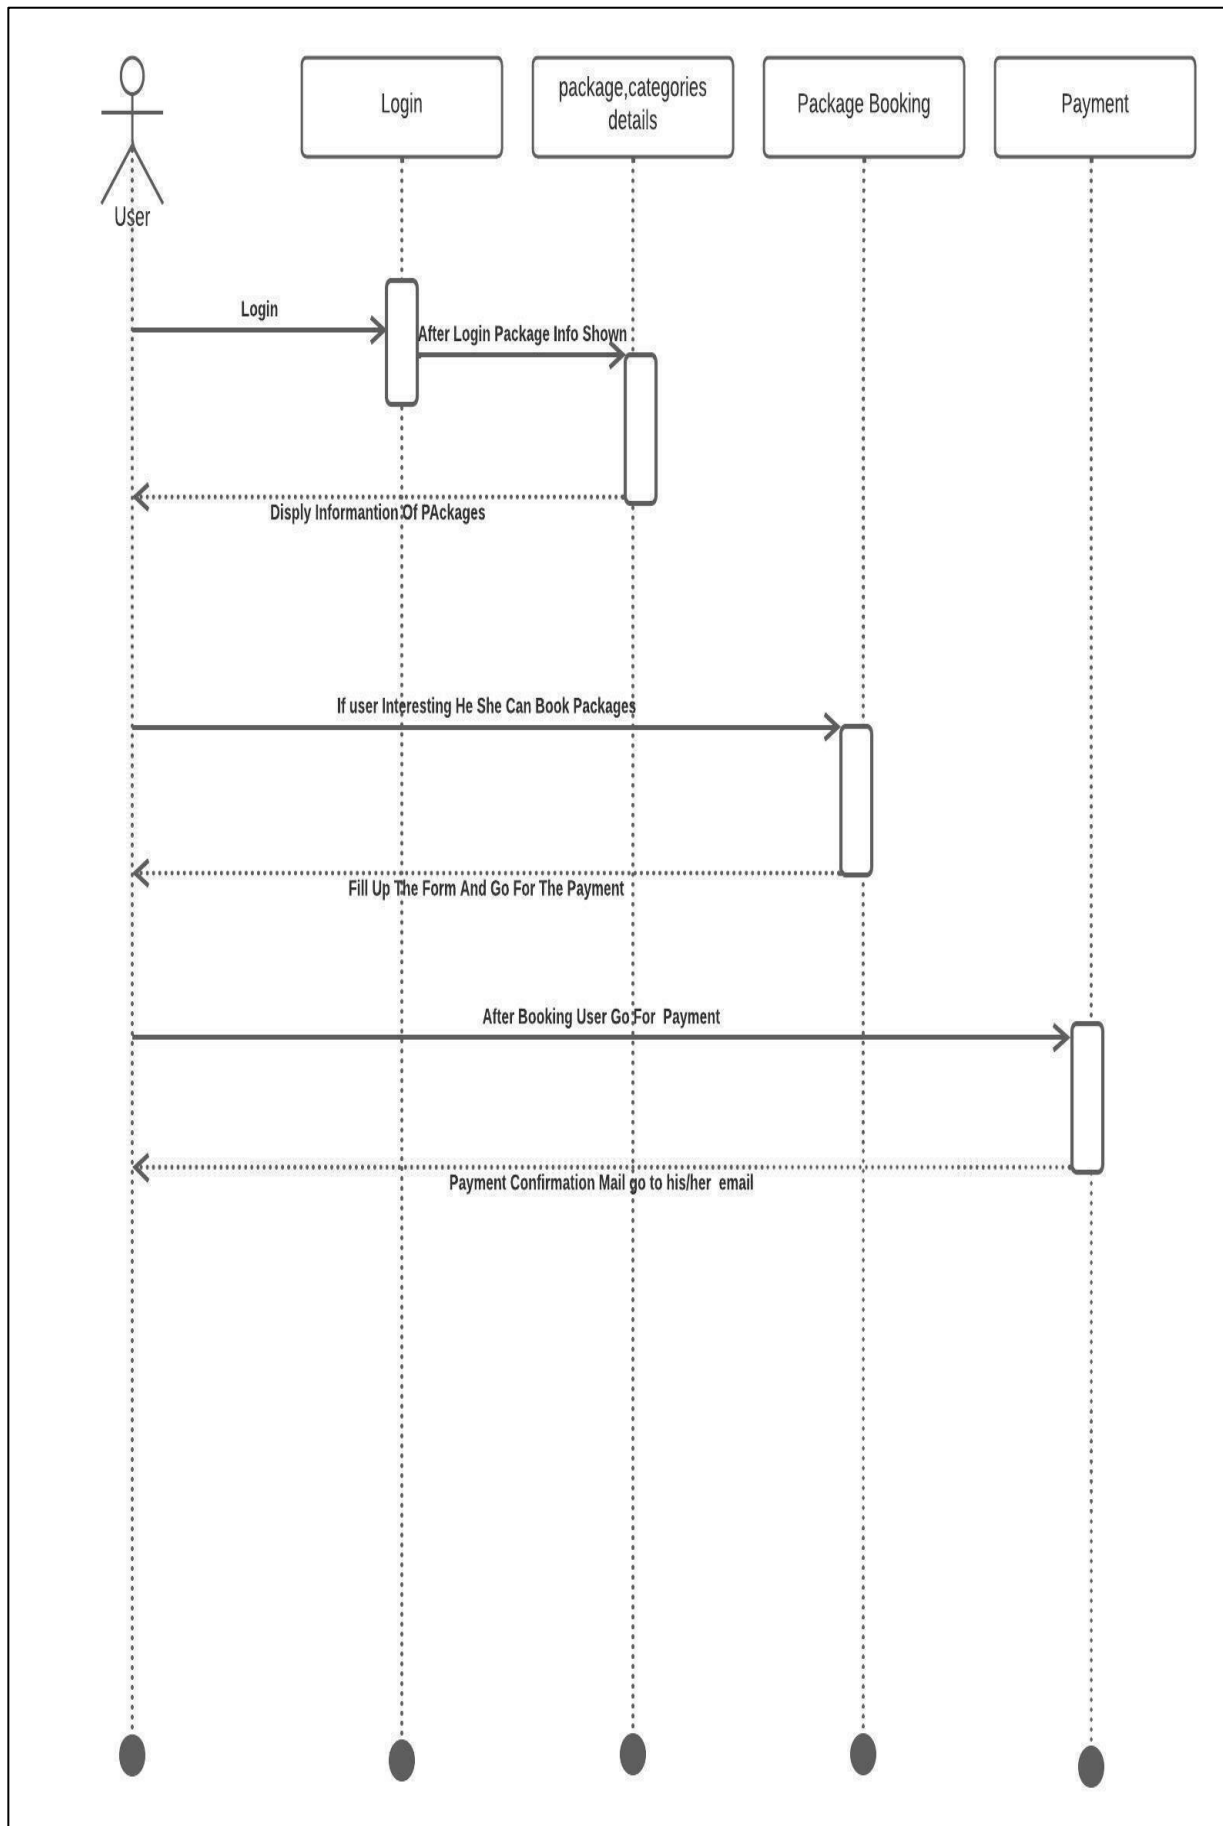 Login
package,categories
details
Package Booking
Payment
User
Login
After Login Package Info Shown
Disply Informantion Of PAckages
If user Interesting He She Can Book Packages
Fill Up The Form And Go For The Payment
After Booking User Go For  Payment
Payment Confirmation Mail go to his/her  email